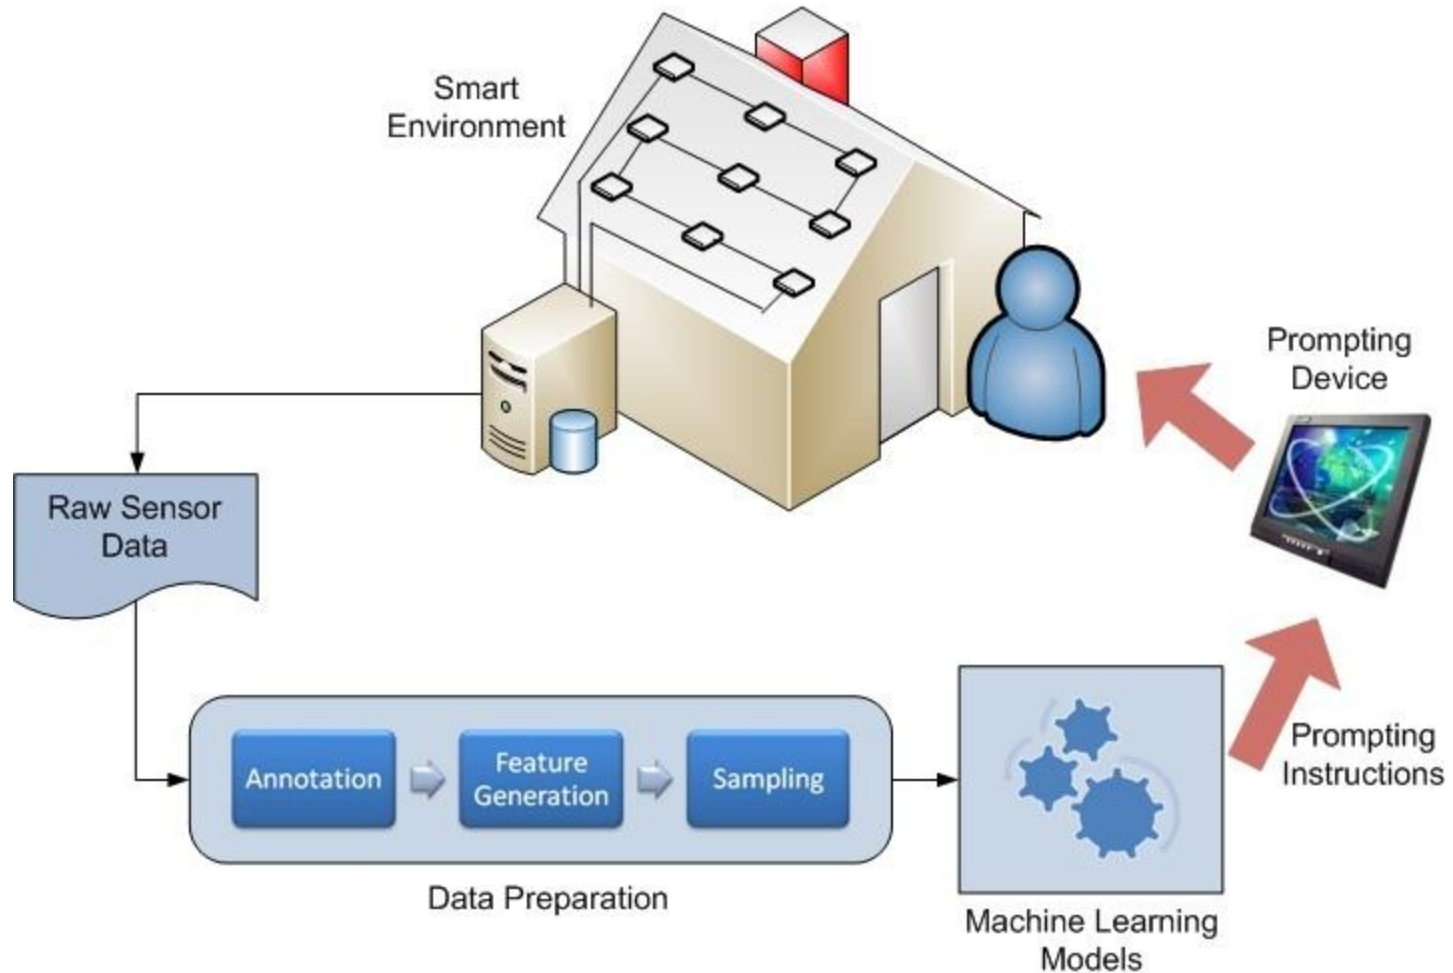 Smart
Environment
Prompting
Device
Raw Sensor
Data
Annotation
Feature
Generation
Sampling
Prompting
Instructions
Data Preparation
Machine Learning
Models